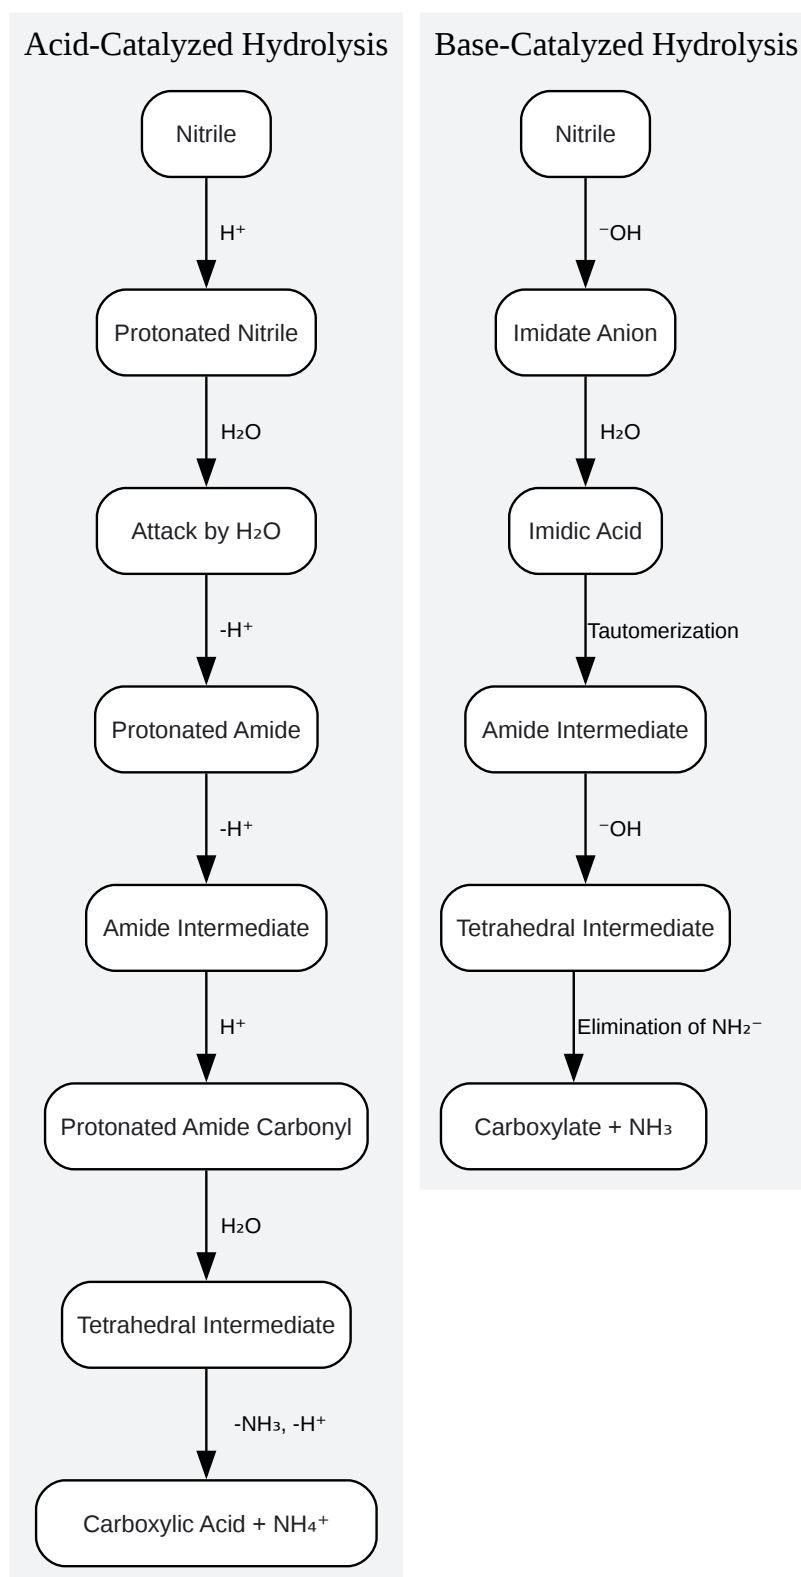 Acid-Catalyzed Hydrolysis
Nitrile
H⁺
Protonated Nitrile
H₂O
Attack by H₂O
-H⁺
Protonated Amide
-H⁺
Amide Intermediate
H⁺
Protonated Amide Carbonyl
H₂O
Tetrahedral Intermediate
-NH₃, -H⁺
Carboxylic Acid + NH₄⁺
Base-Catalyzed Hydrolysis
Nitrile
⁻OH
Imidate Anion
H₂O
Imidic Acid
Tautomerization
Amide Intermediate
⁻OH
Tetrahedral Intermediate
Elimination of NH₂⁻
Carboxylate + NH₃